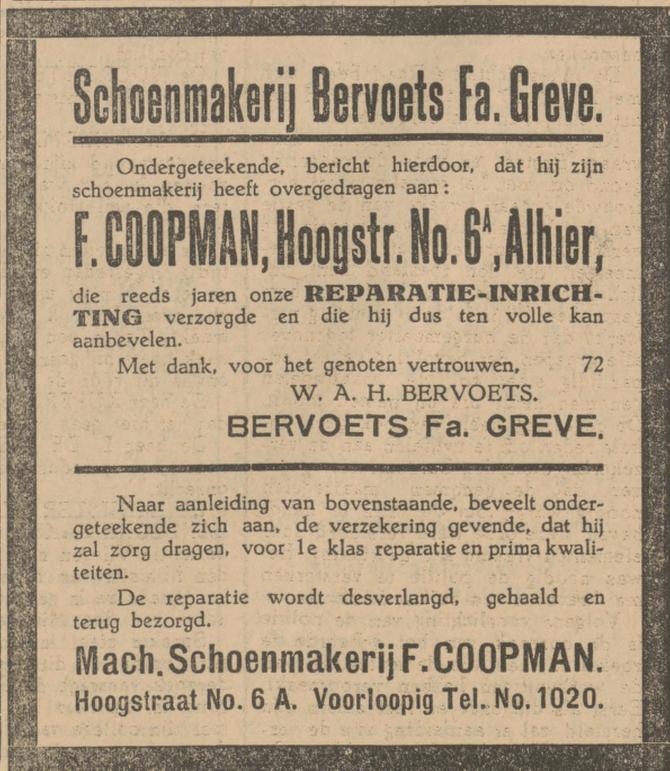 Schoenmakerij Bervoets Fa. Greve.
Ondergeteekende, bericht hierdoor, dat hij zijn
schoenmakerij heeft overgedragen aan:
F. COOPMAN, Hoogstr. No. 6A, Alhier,
die reeds jaren onze REPARATIE-INRICH-
TING verzorgde en die hij dus ten volle kan
aanbevelen.
Met dank, voor het genoten vertrouwen, 72
W. A. H. BERVOETS.
BERVOETS Fa. GREVE.
Naar aanleiding van bovenstaande, beveelt onder-
geteekende zich aan, de verzekering gevende, dat hij
zal zorg dragen, voor 1e klas reparatie en prima kwali-
teiten.
De reparatie wordt desverlangd, gehaald en
terug bezorgd.
Mach. Schoenmakerij F. COOPMAN.
Hoogstraat No. 6 A. Voorloopig Tel. No. 1020.